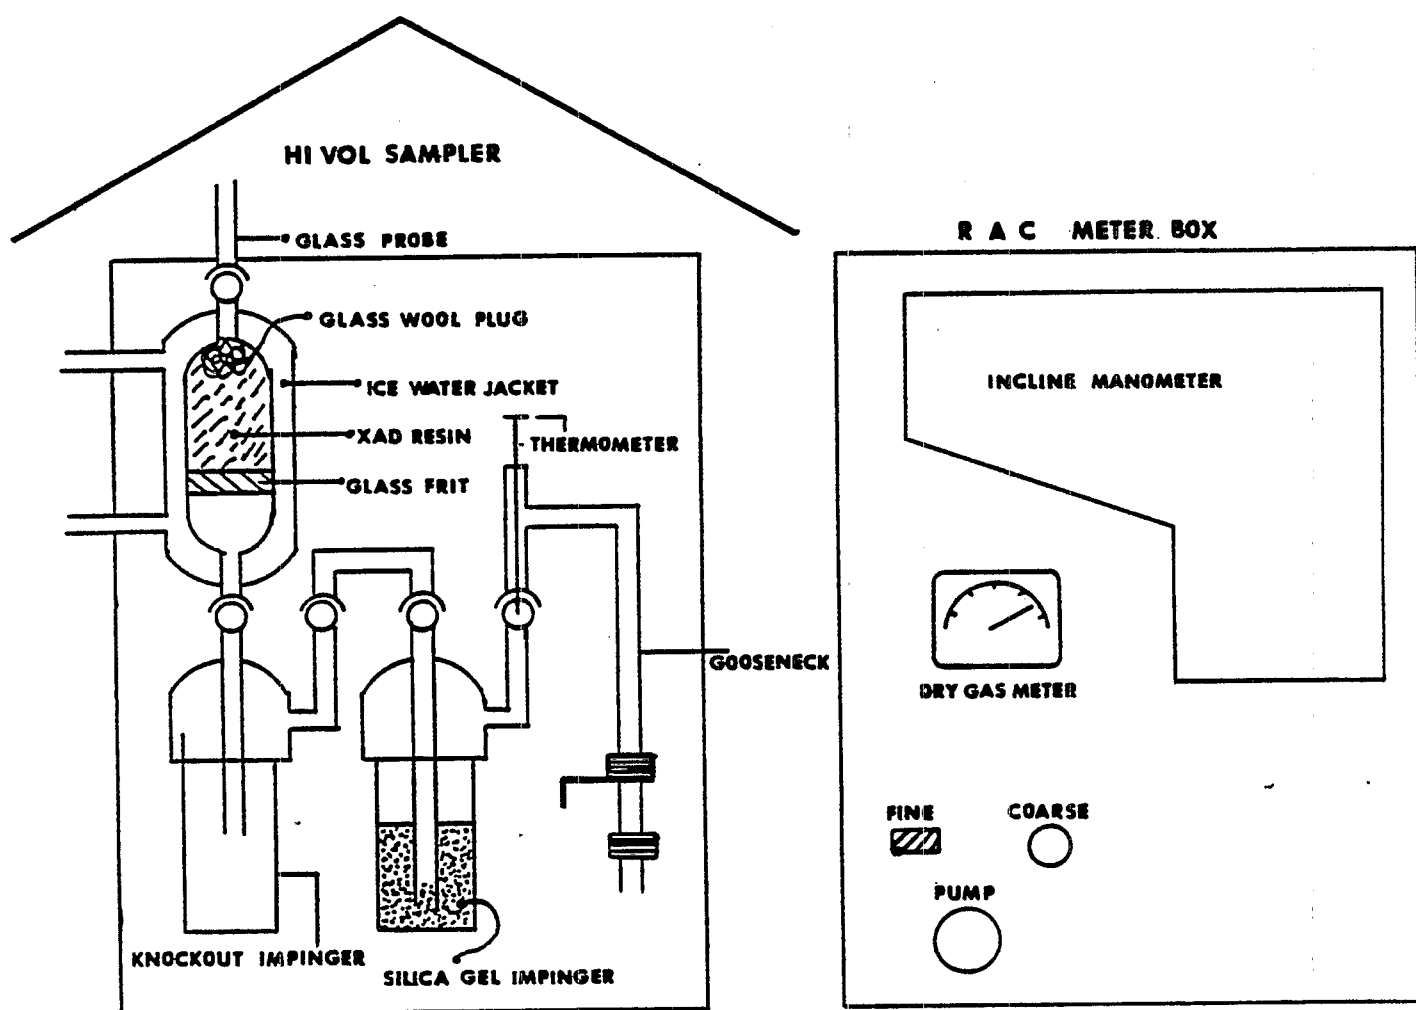 HI VOL SAMPLER
GLASS PROBE
GLASS WOOL PLUG
ICE WATER JACKET
XAD RESIN
GLASS FRIT
THERMOMETER
GOOSENECK
KNOCKOUT IMPINGER
SILICA GEL IMPINGER
R A C METER BOX
INCLINE MANOMETER
DRY GAS METER
FINE
COARSE
PUMP